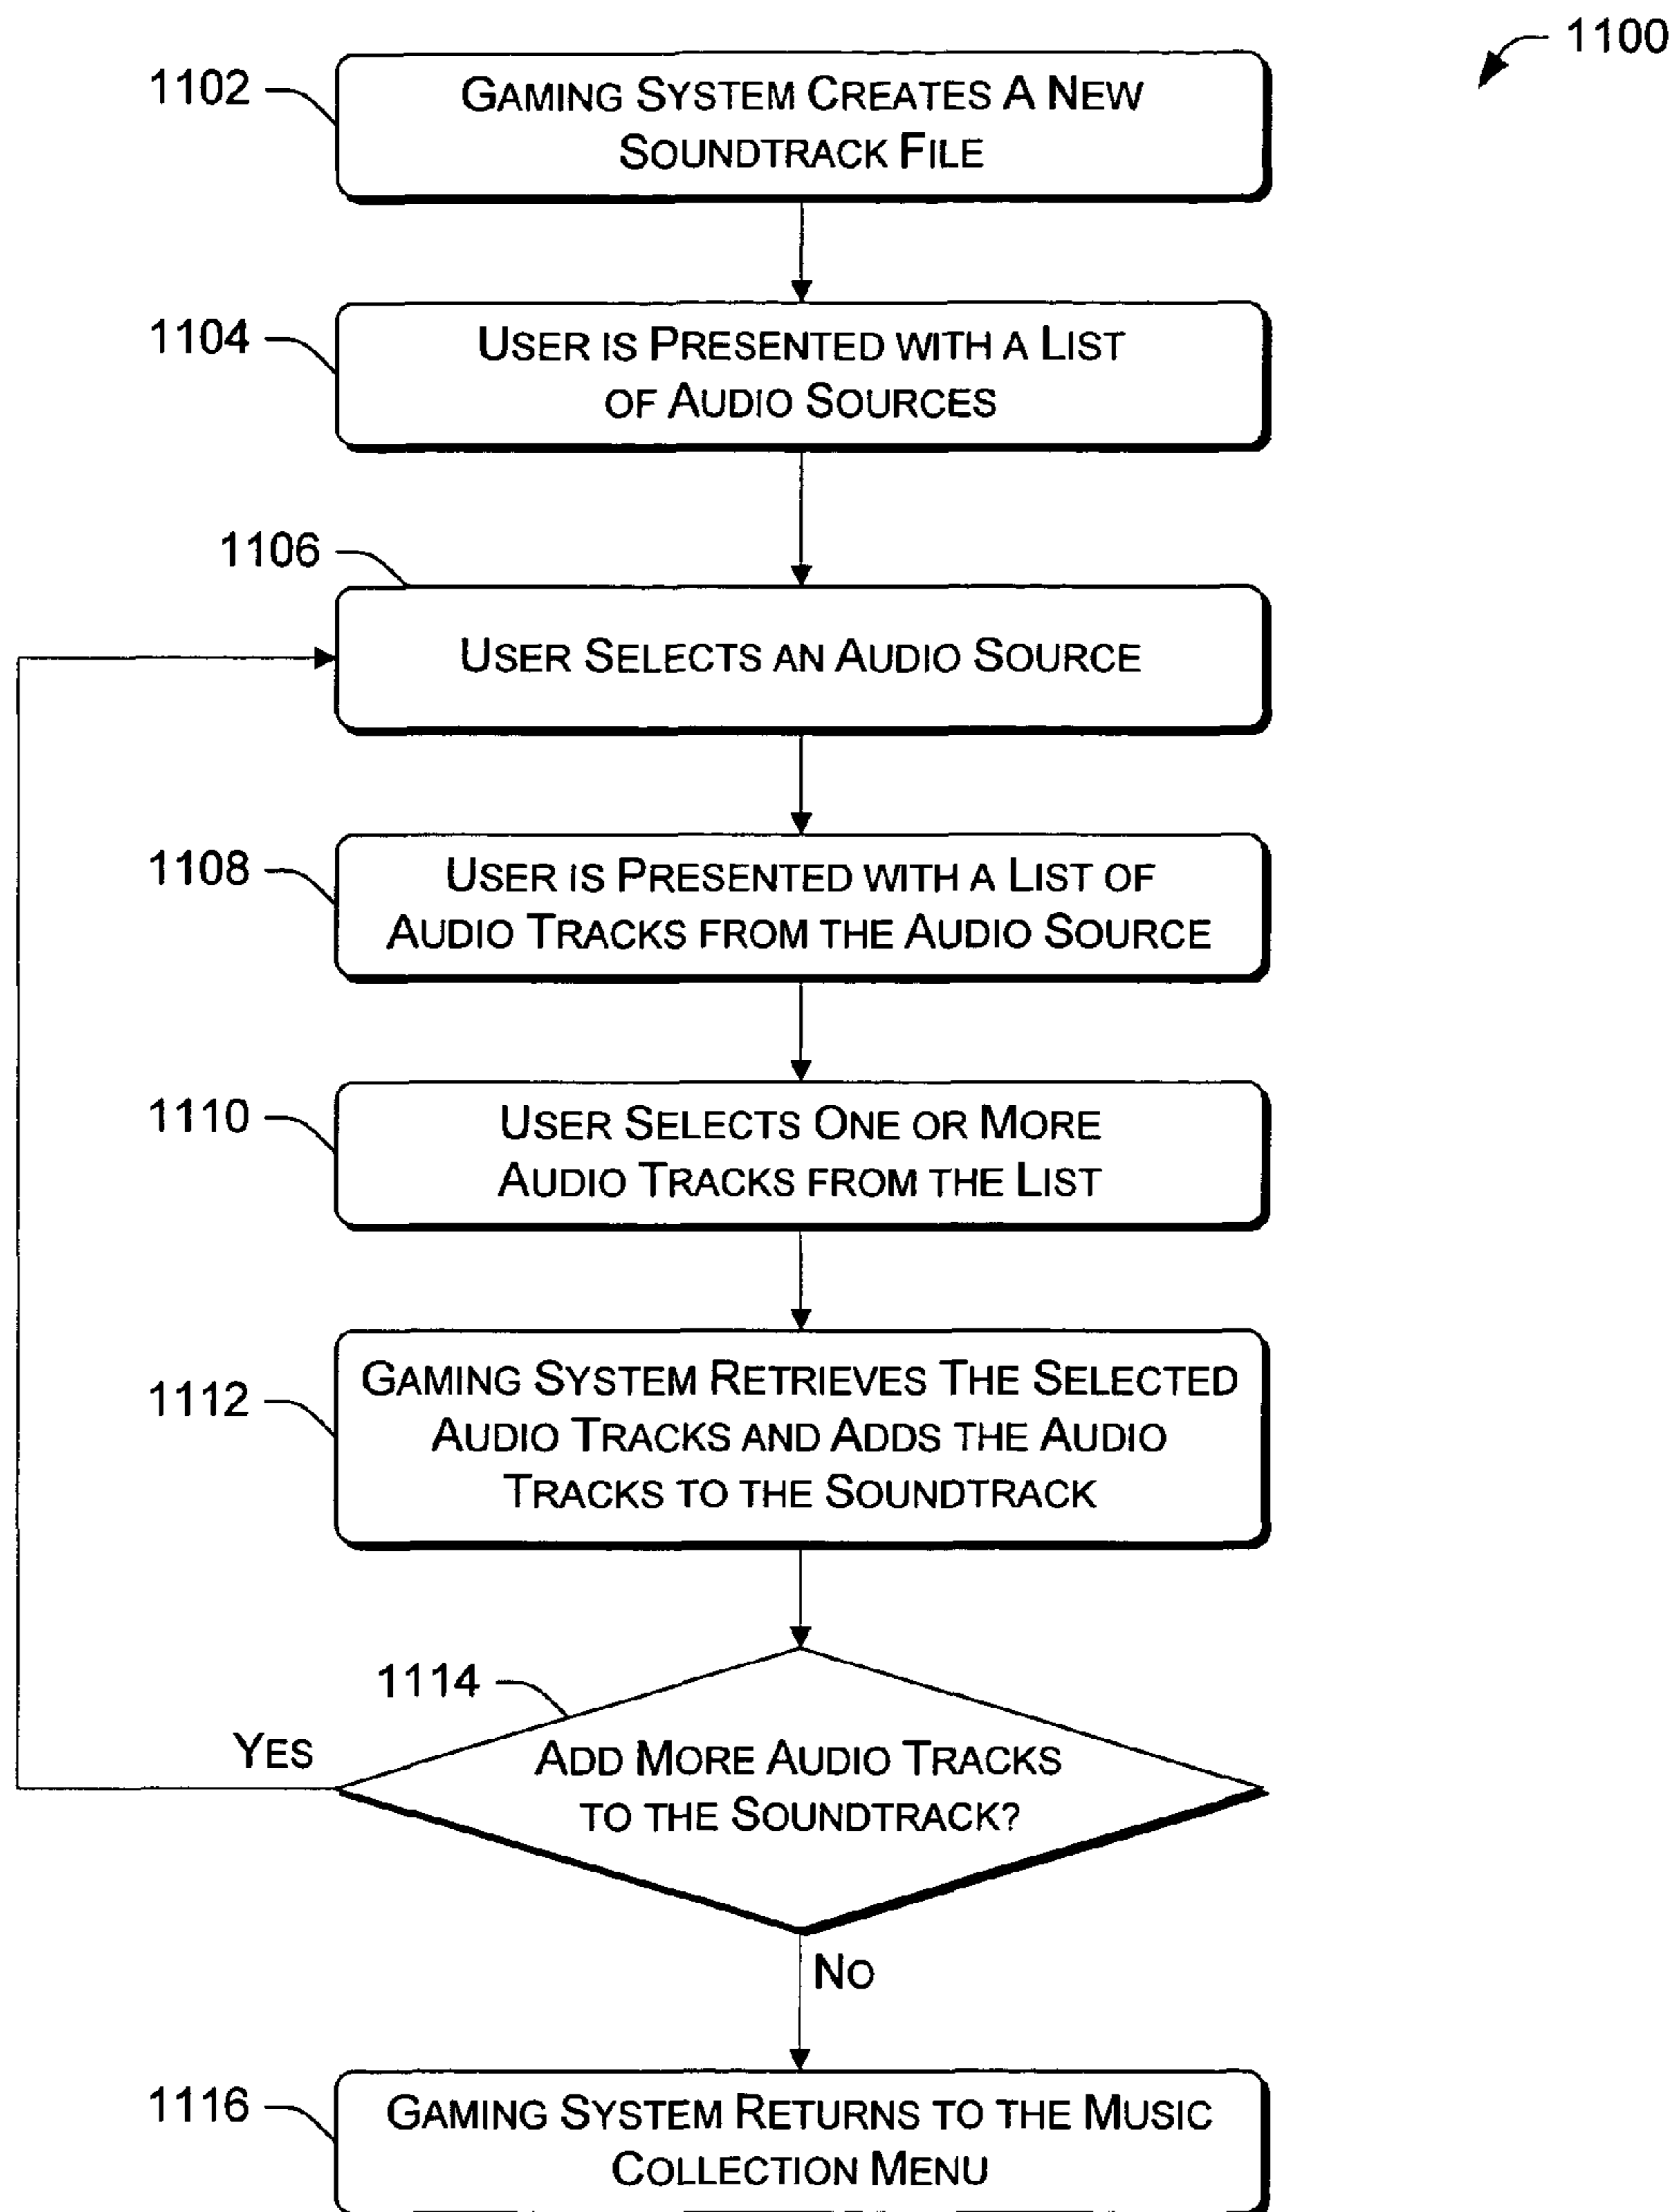 1100
1102
GAMING SYSTEM CREATES A NEW
SOUNDTRACK FILE
1104
USER IS PRESENTED WITH A LIST
OF AUDIO SOURCES
1106
USER SELECTS AN AUDIO SOURCE
1108
USER IS PRESENTED WITH A LIST OF
AUDIO TRACKS FROM THE AUDIO SOURCE
1110
USER SELECTS ONE OR MORE
AUDIO TRACKS FROM THE LIST
1112
GAMING SYSTEM RETRIEVES THE SELECTED
AUDIO TRACKS AND ADDS THE AUDIO
TRACKS TO THE SOUNDTRACK
1114
YES
ADD MORE AUDIO TRACKS
TO THE SOUNDTRACK?
NO
1116
GAMING SYSTEM RETURNS TO THE MUSIC
COLLECTION MENU